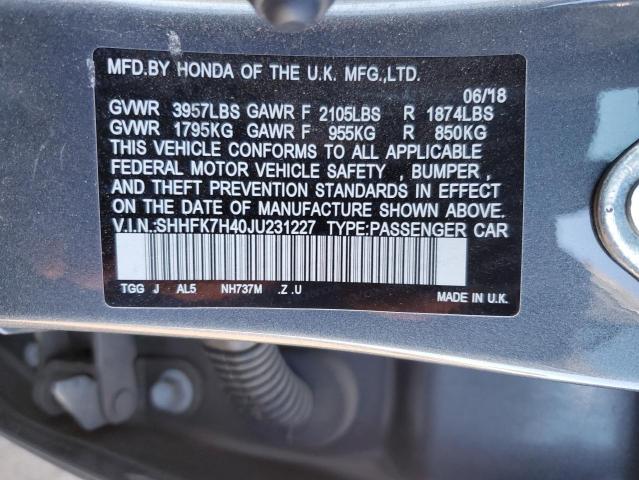 MFD.BY HONDA OF THE U.K. MFG.,LTD.
06/18
GVWR 3957LBS GAWR F 2105LBS R 1874LBS
GVWR 1795KG GAWR F 955KG R 850KG
THIS VEHICLE CONFORMS TO ALL APPLICABLE
FEDERAL MOTOR VEHICLE SAFETY , BUMPER ,
AND THEFT PREVENTION STANDARDS IN EFFECT
ON THE DATE OF MANUFACTURE SHOWN ABOVE.
V.I.N.:SHHFK7H40JU231227 TYPE:PASSENGER CAR
TGG J AL5 NH737M .Z .U
MADE IN U.K.